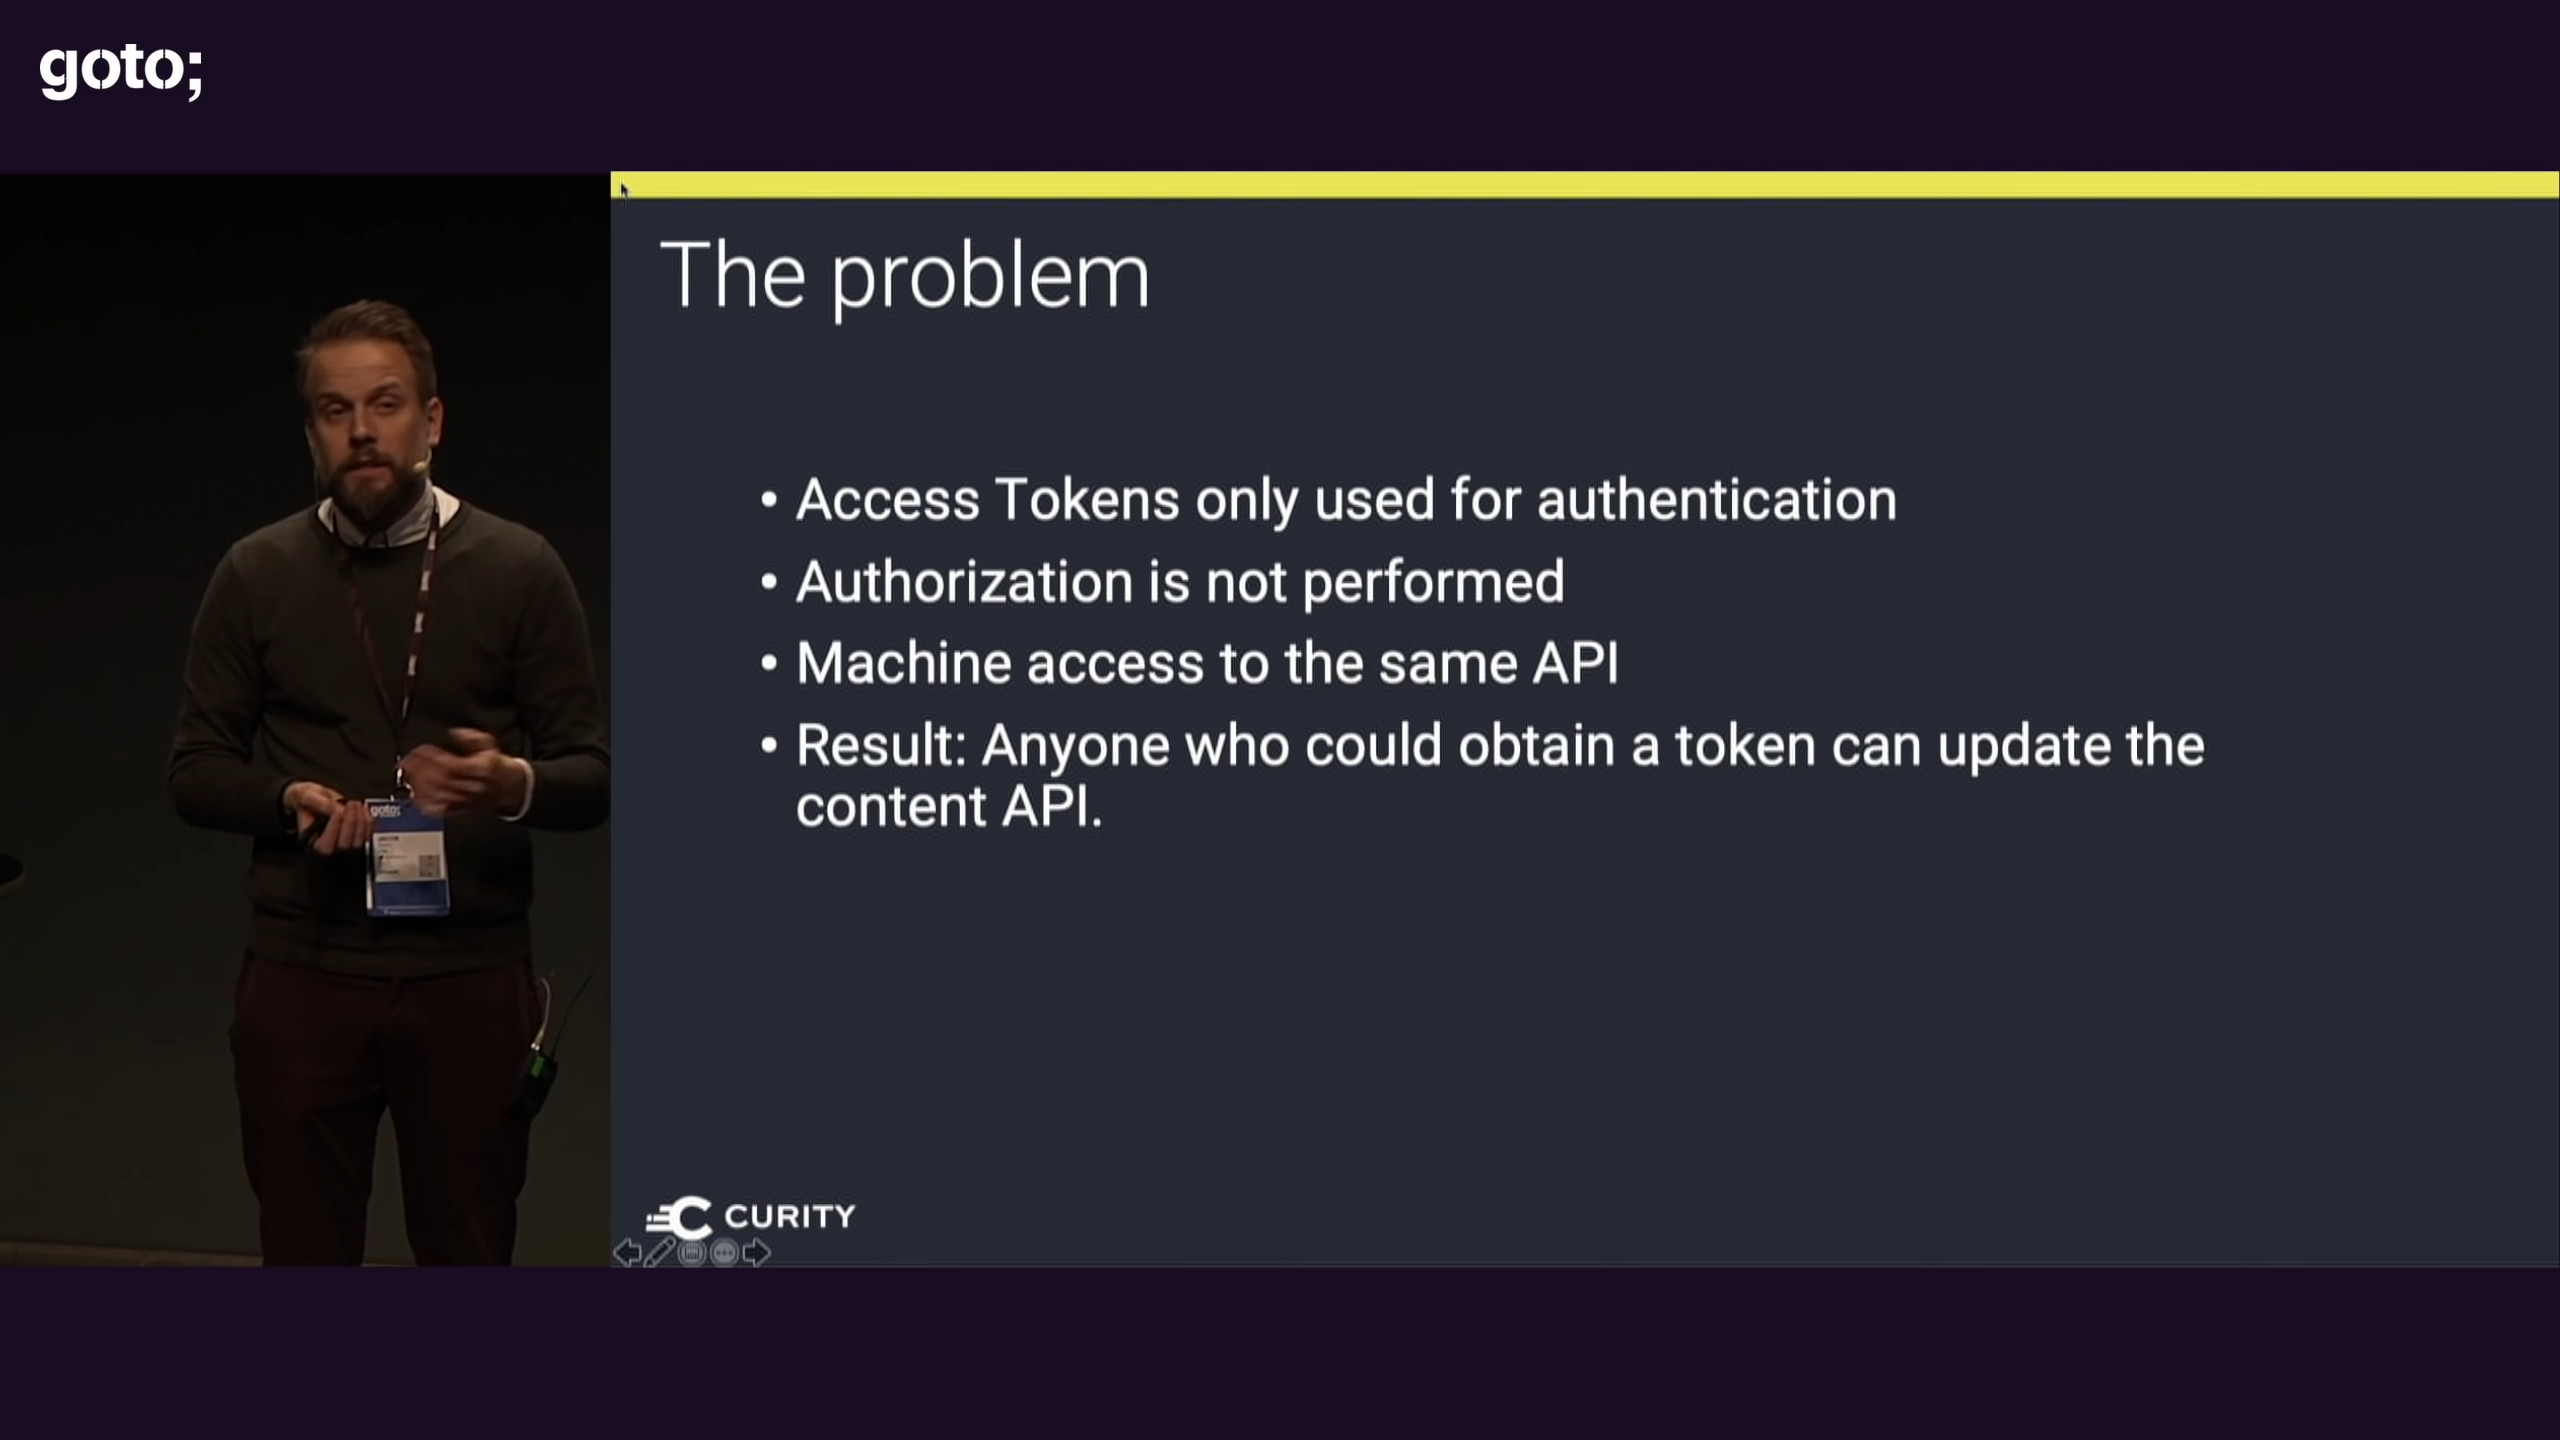 goto;
The problem
• Access Tokens only used for authentication
• Authorization is not performed
• Machine access to the same API
• Result: Anyone who could obtain a token can update the
content API.
goto;
CURITY